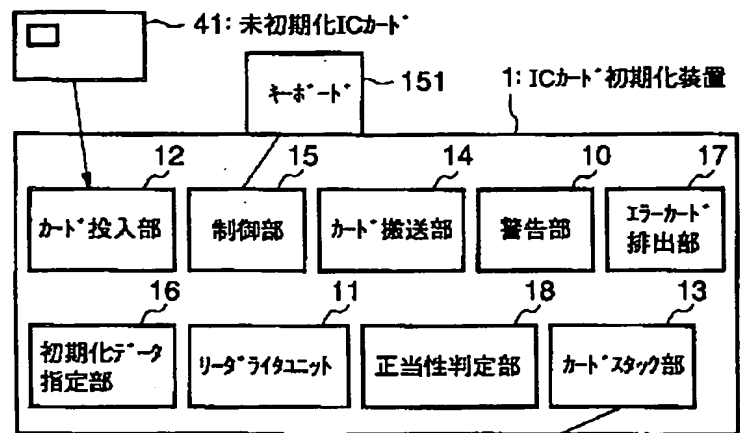 41: 未初期化ICカード
キーボード
151
1: ICカード初期化装置
12
15
14
10
17
カード投入部
制御部
カード搬送部
警告部
エラーカード
排出部
16
11
18
13
初期化データ
指定部
リーダライタユニット
正当性判定部
カードスタック部